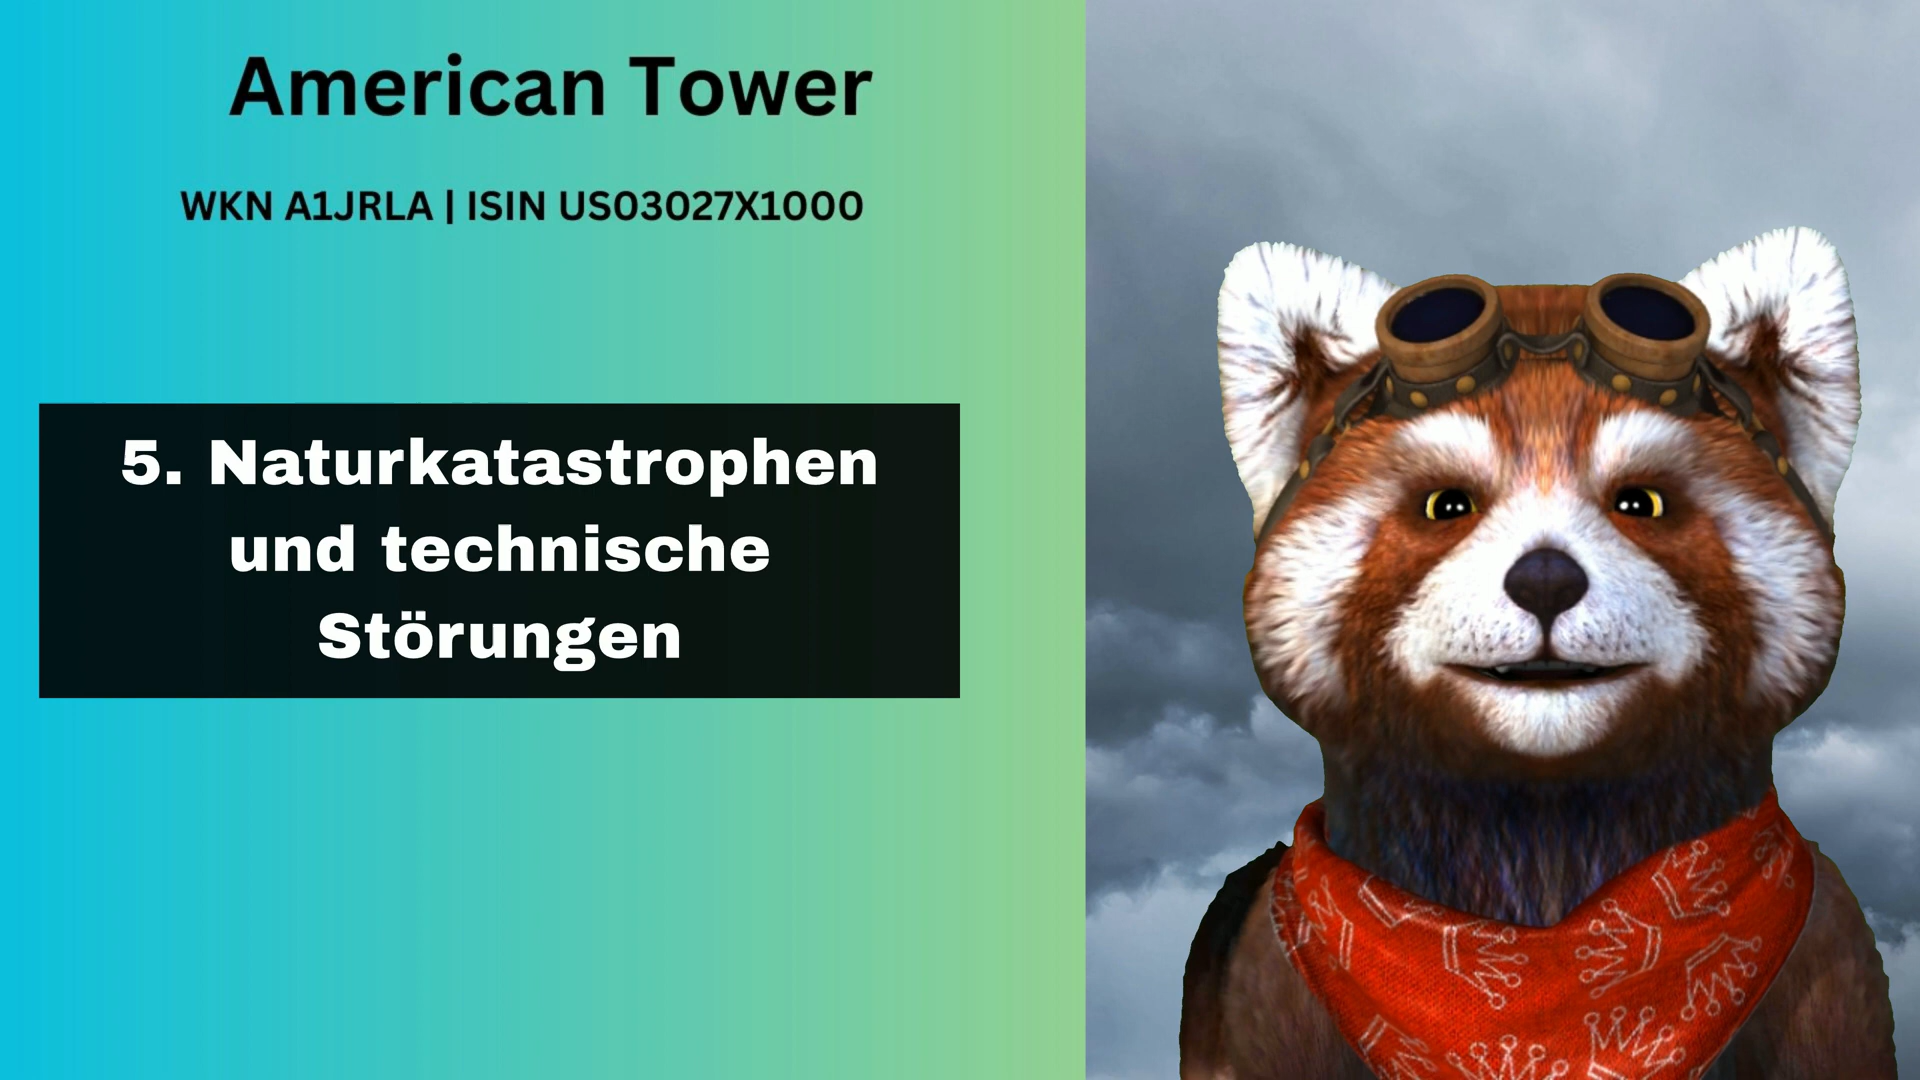 American Tower
WKN A1JRLA | ISIN US03027X1000
5. Naturkatastrophen
und technische
Störungen